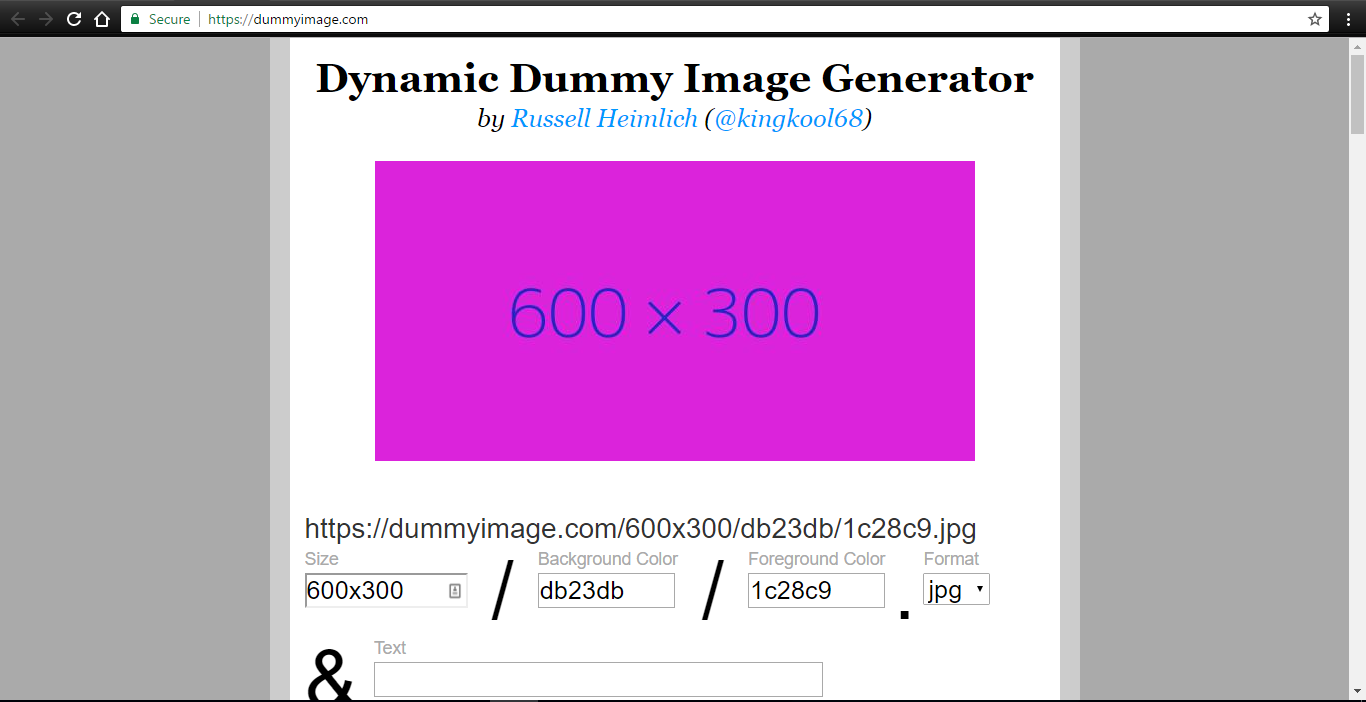 Secure https://dummyimage.com
Dynamic Dummy Image Generator
by Russell Heimlich (@kingkool68)
600 × 300
https://dummyimage.com/600x300/db23db/1c28c9.jpg
Size Background Color Foreground Color Format
600x300 / db23db / 1c28c9 . jpg
Text
&